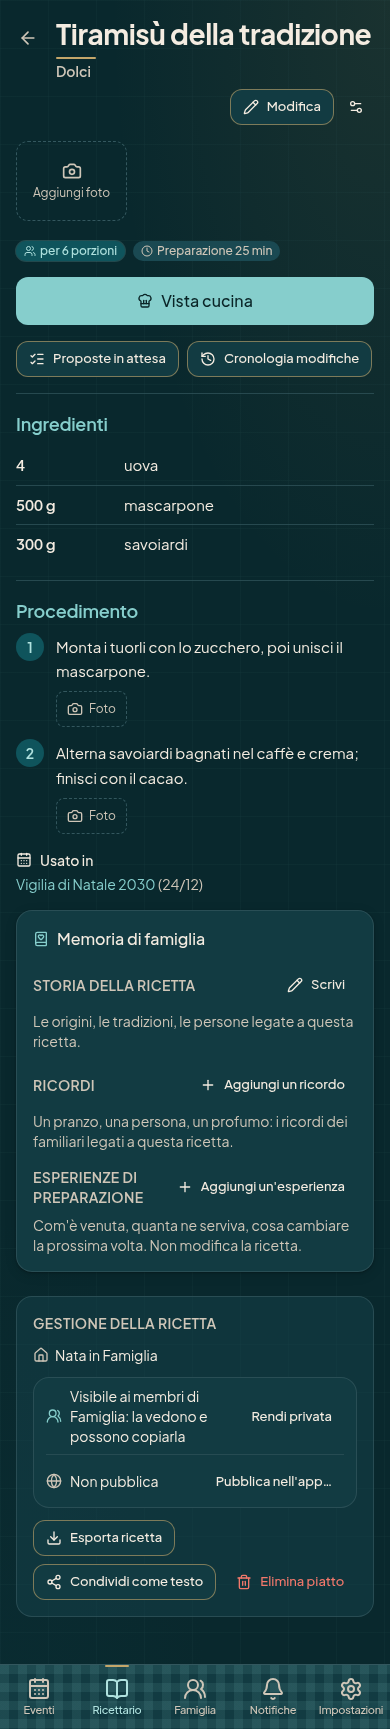 Tiramisù della tradizione
Dolci
Modifica
Aggiungi foto
per 6 porzioni
Preparazione 25 min
Vista cucina
Proposte in attesa
Cronologia modifiche
Ingredienti
4 uova
500 g mascarpone
300 g savoiardi
Procedimento
1 Monta i tuorli con lo zucchero, poi unisci il
mascarpone.
Foto
2 Alterna savoiardi bagnati nel caffè e crema;
finisci con il cacao.
Foto
Usato in
Vigilia di Natale 2030 (24/12)
Memoria di famiglia
STORIA DELLA RICETTA
Scrivi
Le origini, le tradizioni, le persone legate a questa
ricetta.
RICORDI
Aggiungi un ricordo
Un pranzo, una persona, un profumo: i ricordi dei
familiari legati a questa ricetta.
ESPERIENZE DI
PREPARAZIONE
Aggiungi un'esperienza
Com'è venuta, quanta ne serviva, cosa cambiare
la prossima volta. Non modifica la ricetta.
GESTIONE DELLA RICETTA
Nata in Famiglia
Visibile ai membri di
Famiglia: la vedono e
possono copiarla
Rendi privata
Non pubblica
Pubblica nell'app…
Esporta ricetta
Condividi come testo
Elimina piatto
Eventi
Ricettario
Famiglia
Notifiche
Impostazioni